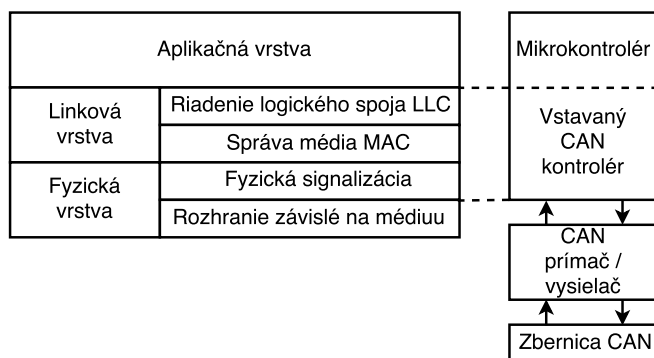 Aplikačná vrstva
Linková
vrstva
Riadenie logického spoja LLC
Správa média MAC
Fyzická
vrstva
Fyzická signalizácia
Rozhranie závislé na médiuu
Mikrokontrolér
Vstavaný
CAN
kontrolér
CAN
prímač /
vysielač
Zbernica CAN